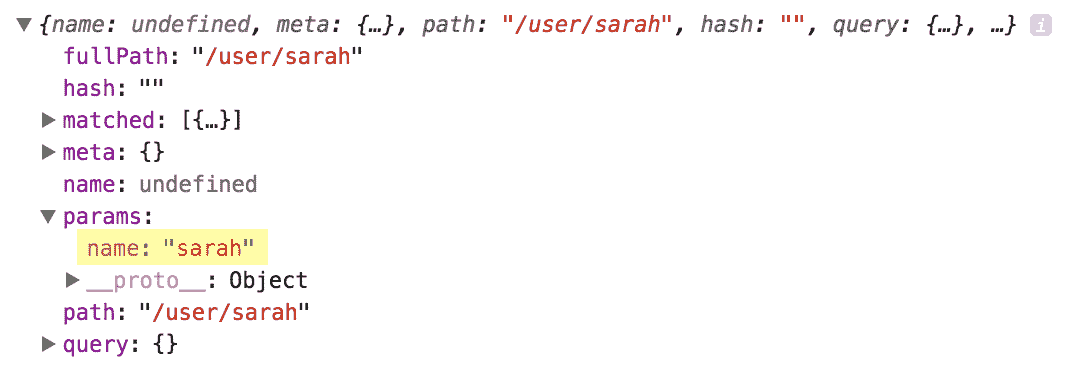 ▼{name: undefined, meta: {…}, path: "/user/sarah", hash: "", query: {…}, …} i
fullPath: "/user/sarah"
hash: ""
▶matched: [{…}]
▶meta: {}
name: undefined
▼params:
name: "sarah"
▶__proto__: Object
path: "/user/sarah"
▶query: {}